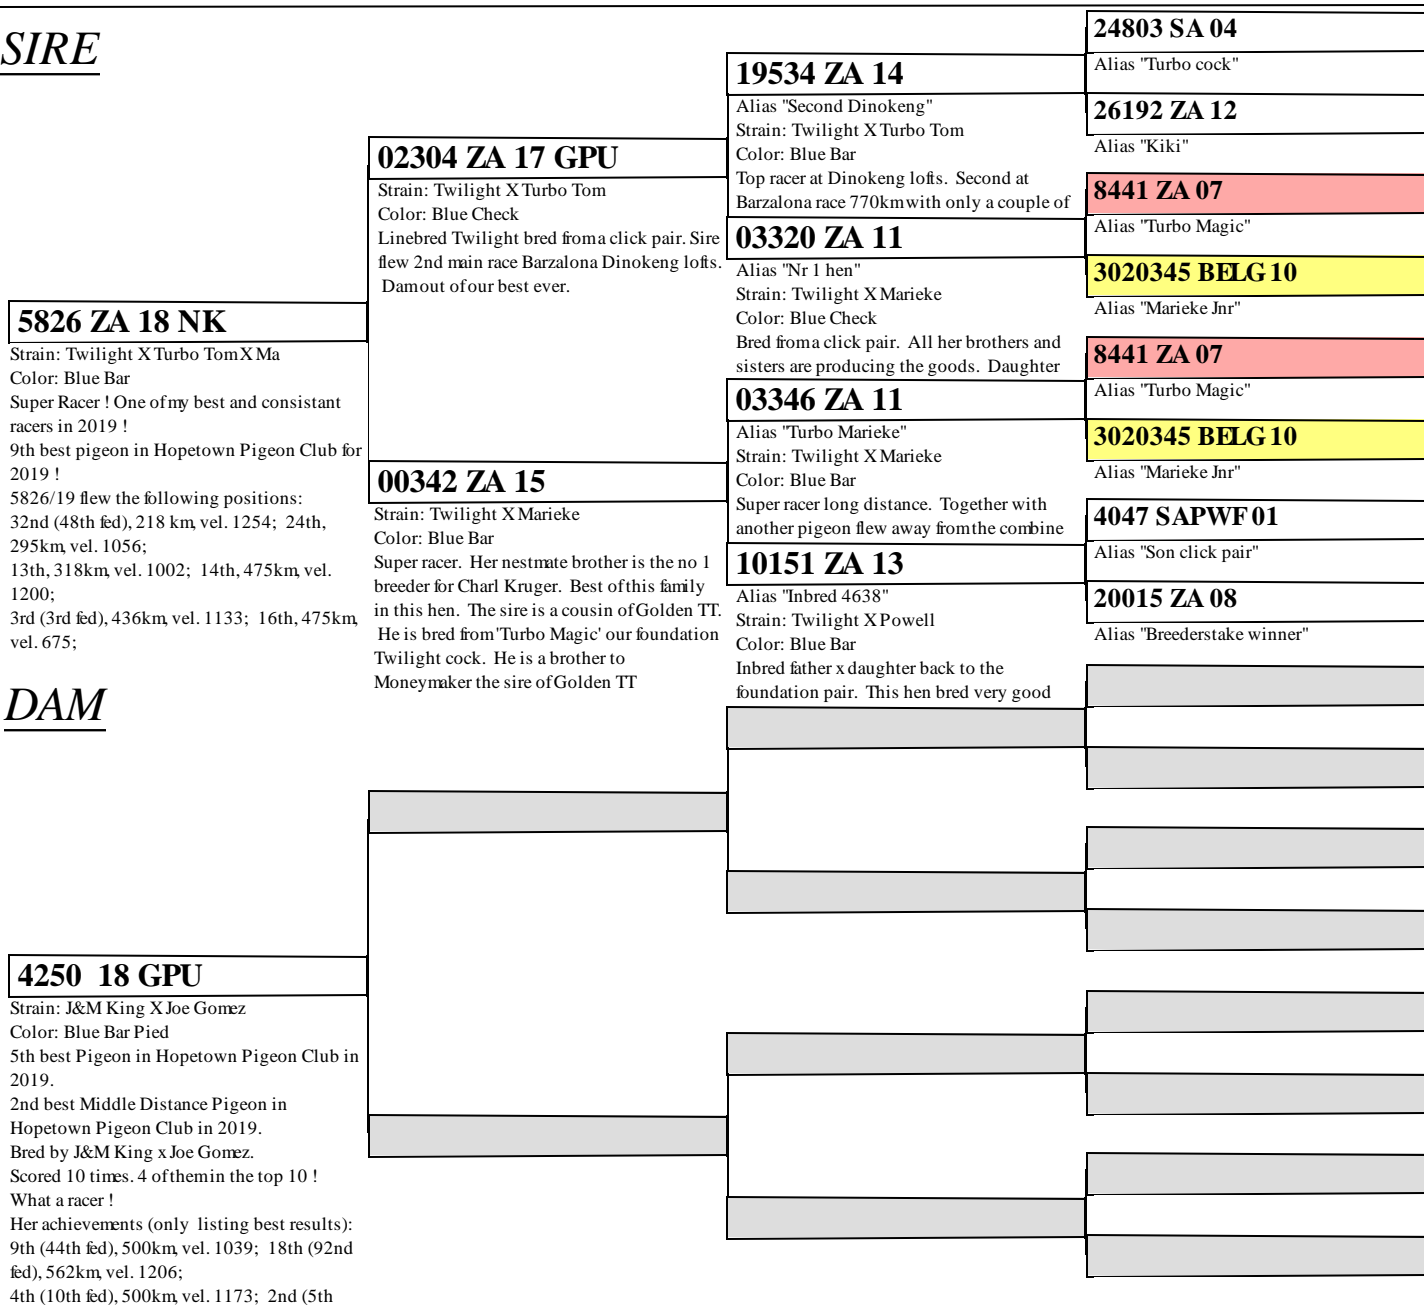 SIRE
5826 ZA 18 NK
Strain: Twilight X Turbo Tom X Ma
Color: Blue Bar
Super Racer ! One of my best and consistant
racers in 2019 !
9th best pigeon in Hopetown Pigeon Club for
2019 !
5826/19 flew the following positions:
32nd (48th fed), 218 km, vel. 1254;  24th,
295km, vel. 1056;
13th, 318km, vel. 1002;  14th, 475km, vel.
1200;
3rd (3rd fed), 436km, vel. 1133;  16th, 475km,
vel. 675;
02304 ZA 17 GPU
Strain: Twilight X Turbo Tom
Color: Blue Check
Linebred Twilight bred from a click pair. Sire
flew 2nd main race Barzalona Dinokeng lofts.
Dam out of our best ever.
00342 ZA 15
Strain: Twilight X Marieke
Color: Blue Bar
Super racer.  Her nestmate brother is the no 1
breeder for Charl Kruger.  Best of this family
in this hen.  The sire is a cousin of Golden TT.
He is bred from 'Turbo Magic' our foundation
Twilight cock.  He is a brother to
Moneymaker the sire of Golden TT
19534 ZA 14
Alias "Second Dinokeng"
Strain: Twilight X Turbo Tom
Color: Blue Bar
Top racer at Dinokeng lofts.  Second at
Barzalona race 770km with only a couple of
03320 ZA 11
Alias "Nr 1 hen"
Strain: Twilight X Marieke
Color: Blue Check
Bred from a click pair.  All her brothers and
sisters are producing the goods.  Daughter
03346 ZA 11
Alias "Turbo Marieke"
Strain: Twilight X Marieke
Color: Blue Bar
Super racer long distance.  Together with
another pigeon flew away from the combine
10151 ZA 13
Alias "Inbred 4638"
Strain: Twilight X Powell
Color: Blue Bar
Inbred father x daughter back to the
foundation pair.  This hen bred very good
24803 SA 04
Alias "Turbo cock"
26192 ZA 12
Alias "Kiki"
8441 ZA 07
Alias "Turbo Magic"
3020345 BELG 10
Alias "Marieke Jnr"
8441 ZA 07
Alias "Turbo Magic"
3020345 BELG 10
Alias "Marieke Jnr"
4047 SAPWF 01
Alias "Son click pair"
20015 ZA 08
Alias "Breederstake winner"
DAM
4250  18 GPU
Strain: J&M King X Joe Gomez
Color: Blue Bar Pied
5th best Pigeon in Hopetown Pigeon Club in
2019.
2nd best Middle Distance Pigeon in
Hopetown Pigeon Club in 2019.
Bred by J&M King x Joe Gomez.
Scored 10 times. 4 of them in the top 10 !
What a racer !
Her achievements (only  listing best results):
9th (44th fed), 500km, vel. 1039;  18th (92nd
fed), 562km, vel. 1206;
4th (10th fed), 500km, vel. 1173;  2nd (5th